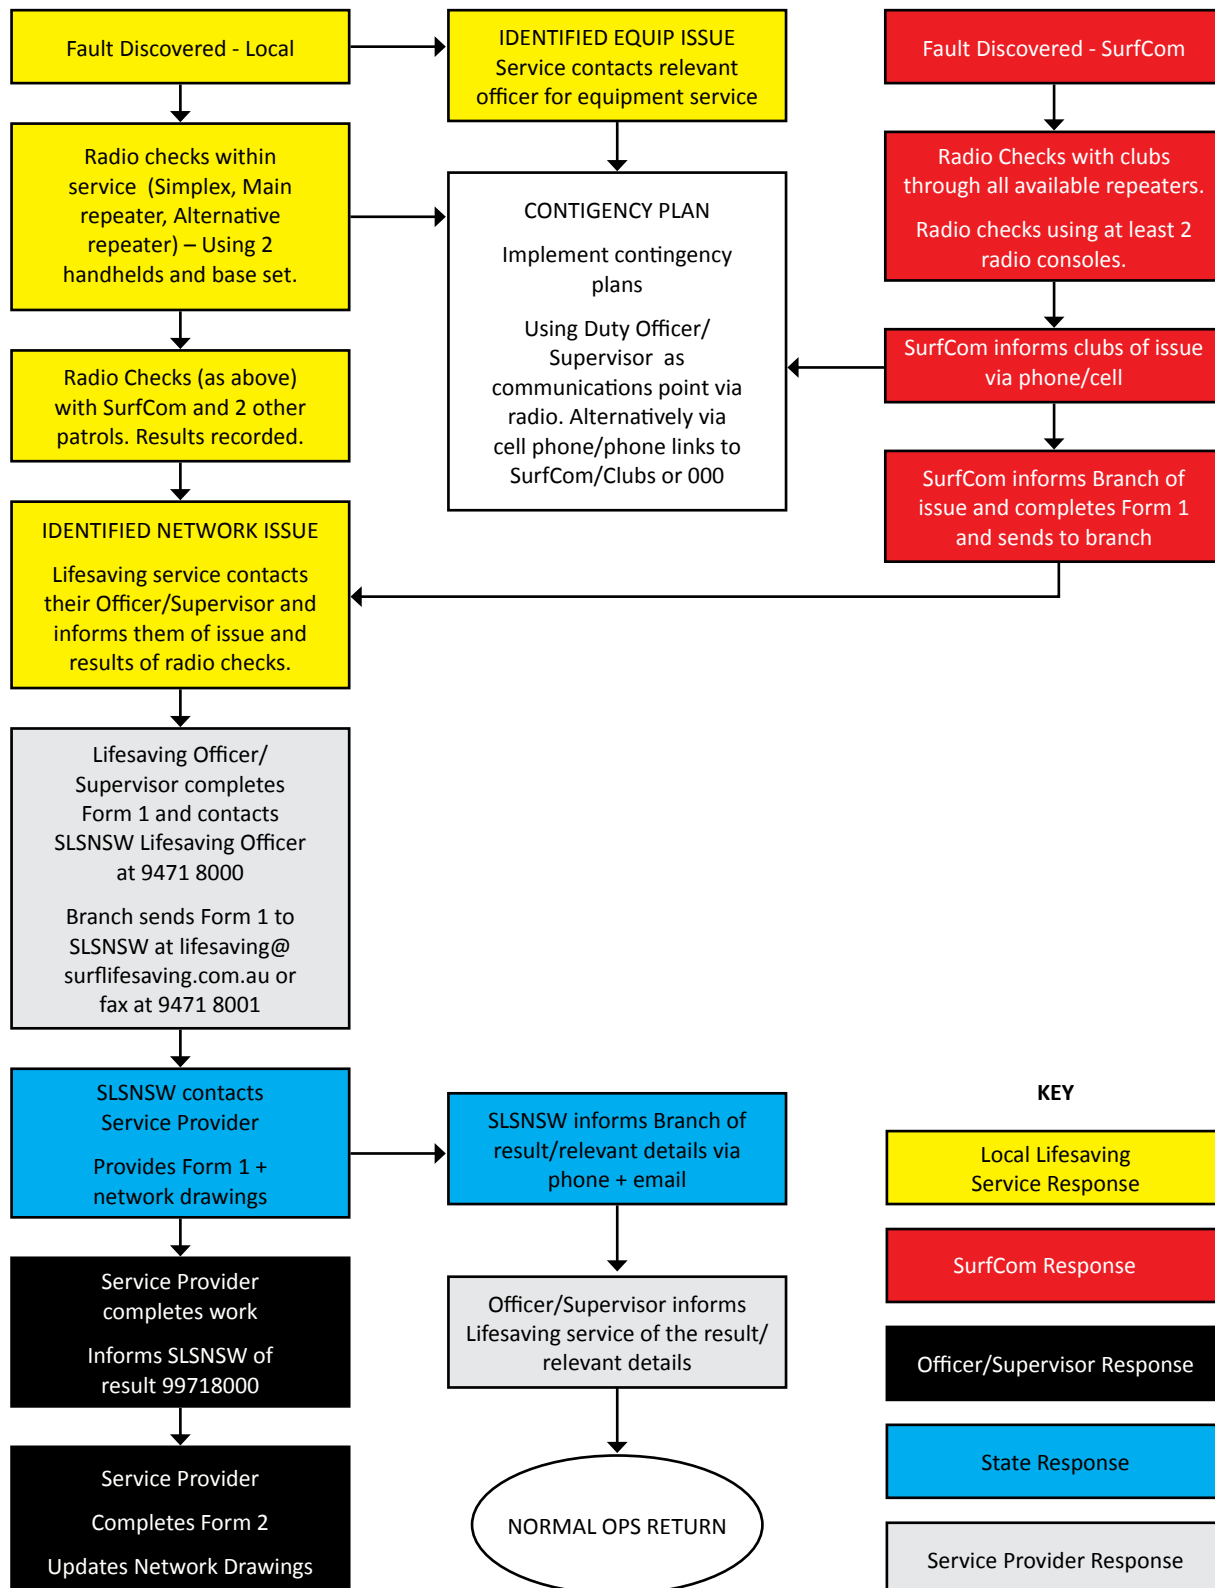 Fault Discovered - Local
IDENTIFIED EQUIP ISSUE
Service contacts relevant
officer for equipment service
Fault Discovered - SurfCom
Radio checks within
service (Simplex, Main
repeater, Alternative
repeater) – Using 2
handhelds and base set.
CONTIGENCY PLAN
Implement contingency
plans
Using Duty Officer/
Supervisor as
communications point via
radio. Alternatively via
cell phone/phone links to
SurfCom/Clubs or 000
Radio Checks with clubs
through all available repeaters.
Radio checks using at least 2
radio consoles.
SurfCom informs clubs of issue
via phone/cell
Radio Checks (as above)
with SurfCom and 2 other
patrols. Results recorded.
SurfCom informs Branch of
issue and completes Form 1
and sends to branch
IDENTIFIED NETWORK ISSUE
Lifesaving service contacts
their Officer/Supervisor and
informs them of issue and
results of radio checks.
Lifesaving Officer/
Supervisor completes
Form 1 and contacts
SLSNSW Lifesaving Officer
at 9471 8000
Branch sends Form 1 to
SLSNSW at lifesaving@
surflifesaving.com.au or
fax at 9471 8001
SLSNSW contacts
Service Provider
Provides Form 1 +
network drawings
SLSNSW informs Branch of
result/relevant details via
phone + email
Service Provider
completes work
Informs SLSNSW of
result 99718000
Officer/Supervisor informs
Lifesaving service of the result/
relevant details
Service Provider
Completes Form 2
Updates Network Drawings
NORMAL OPS RETURN
KEY
Local Lifesaving
Service Response
SurfCom Response
Officer/Supervisor Response
State Response
Service Provider Response